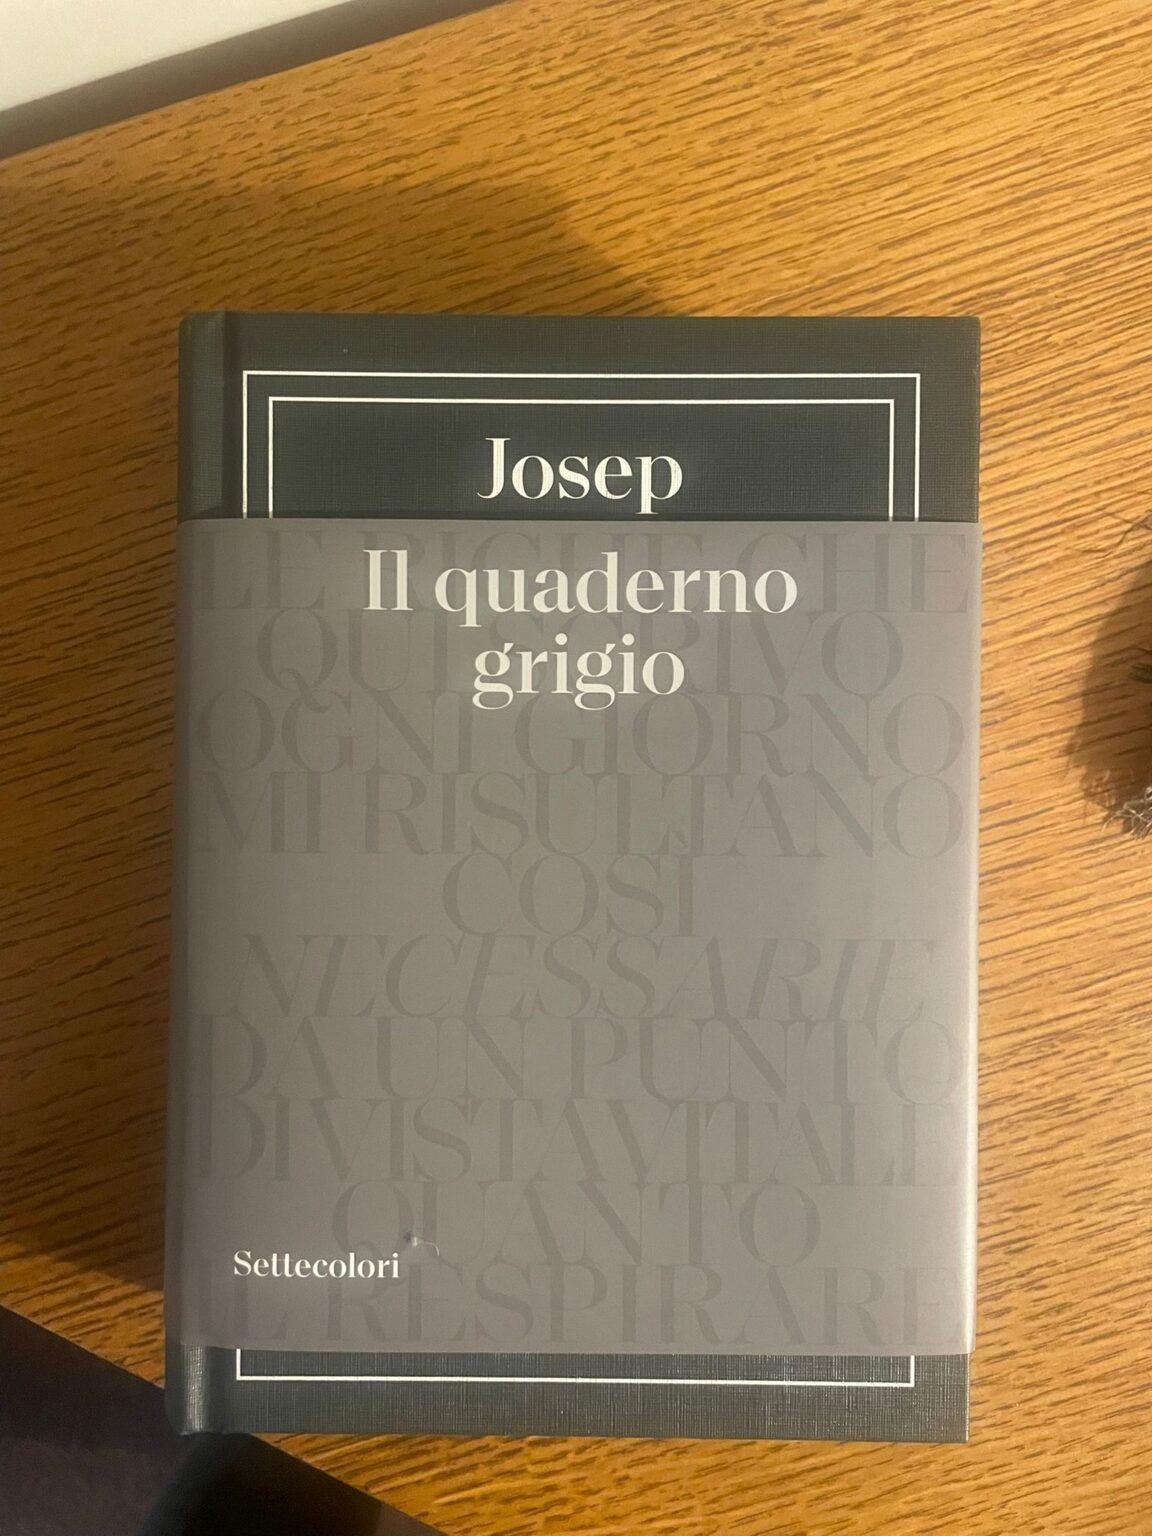 Josep
Il quaderno
grigio
LE RIGHE CHE
QUI SCRIVO
OGNI GIORNO
MI RISULTANO
COSÌ
NECESSARIE
DA UN PUNTO
DI VISTA VITALE
QUANTO
IL RESPIRARE
Settecolori